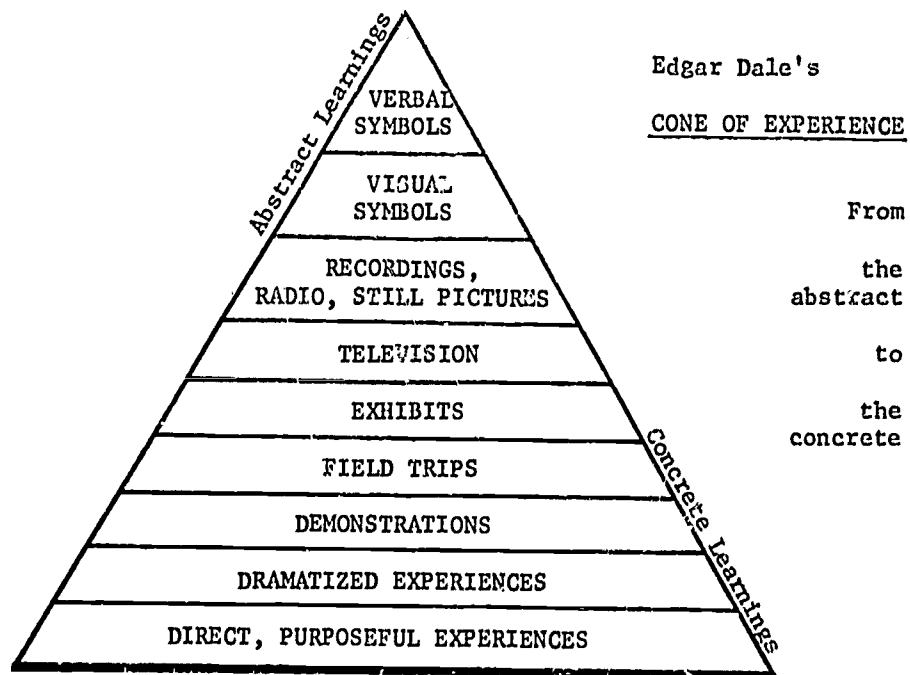 Edgar Dale's
CONE OF EXPERIENCE
From
the
abstract
to
the
concrete
Abstract Learnings
VERBAL
SYMBOLS
VISUAL
SYMBOLS
RECORDINGS,
RADIO, STILL PICTURES
TELEVISION
EXHIBITS
FIELD TRIPS
DEMONSTRATIONS
DRAMATIZED EXPERIENCES
DIRECT, PURPOSEFUL EXPERIENCES
Concrete Learnings